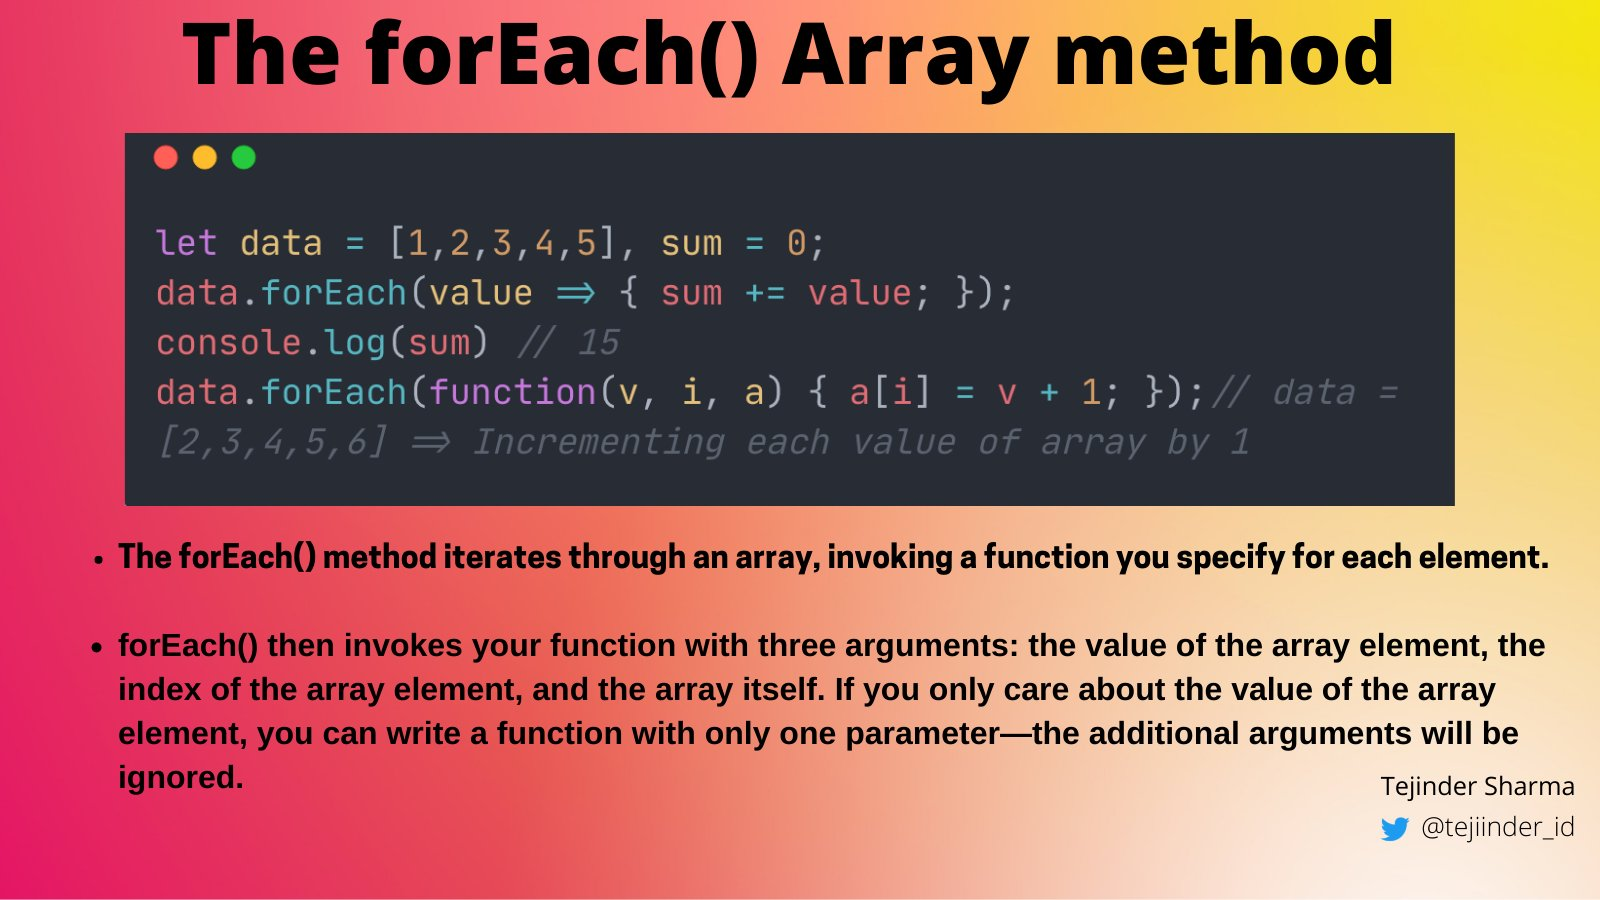 The forEach() Array method
let data = [1,2,3,4,5], sum = 0;
data.forEach(value => { sum += value; });
console.log(sum) // 15
data.forEach(function(v, i, a) { a[i] = v + 1; });// data =
[2,3,4,5,6] => Incrementing each value of array by 1
• The forEach() method iterates through an array, invoking a function you specify for each element.
• forEach() then invokes your function with three arguments: the value of the array element, the
index of the array element, and the array itself. If you only care about the value of the array
element, you can write a function with only one parameter—the additional arguments will be
ignored.
Tejinder Sharma
@tejiinder_id